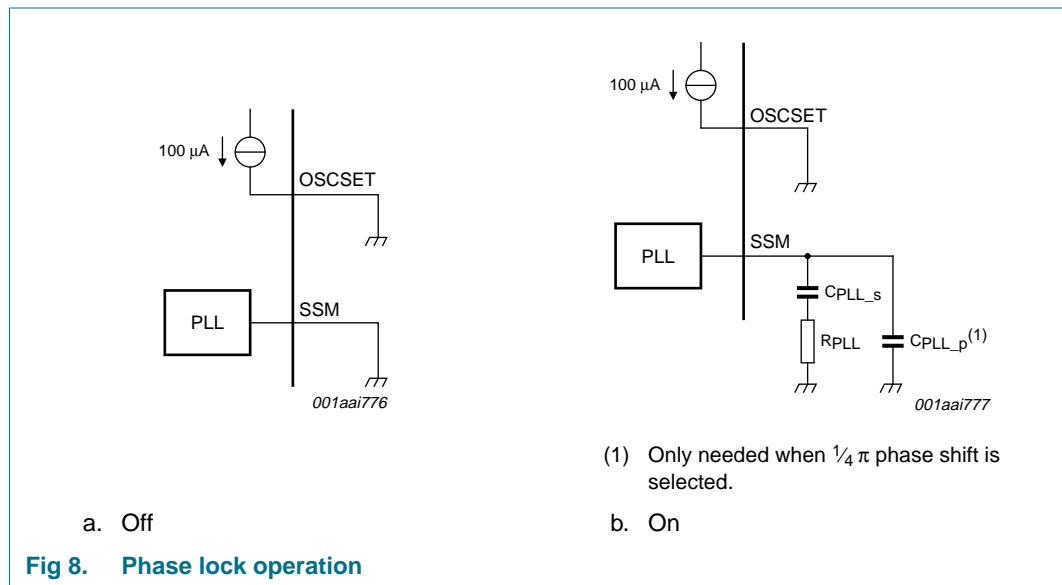 100 μA
OSCSET
PLL
SSM
001aai776
a. Off
100 μA
OSCSET
PLL
SSM
CPLL_s
RPLL
CPLL_p(1)
001aai777
(1) Only needed when 1⁄4 π phase shift is
selected.
b. On
Fig 8. Phase lock operation